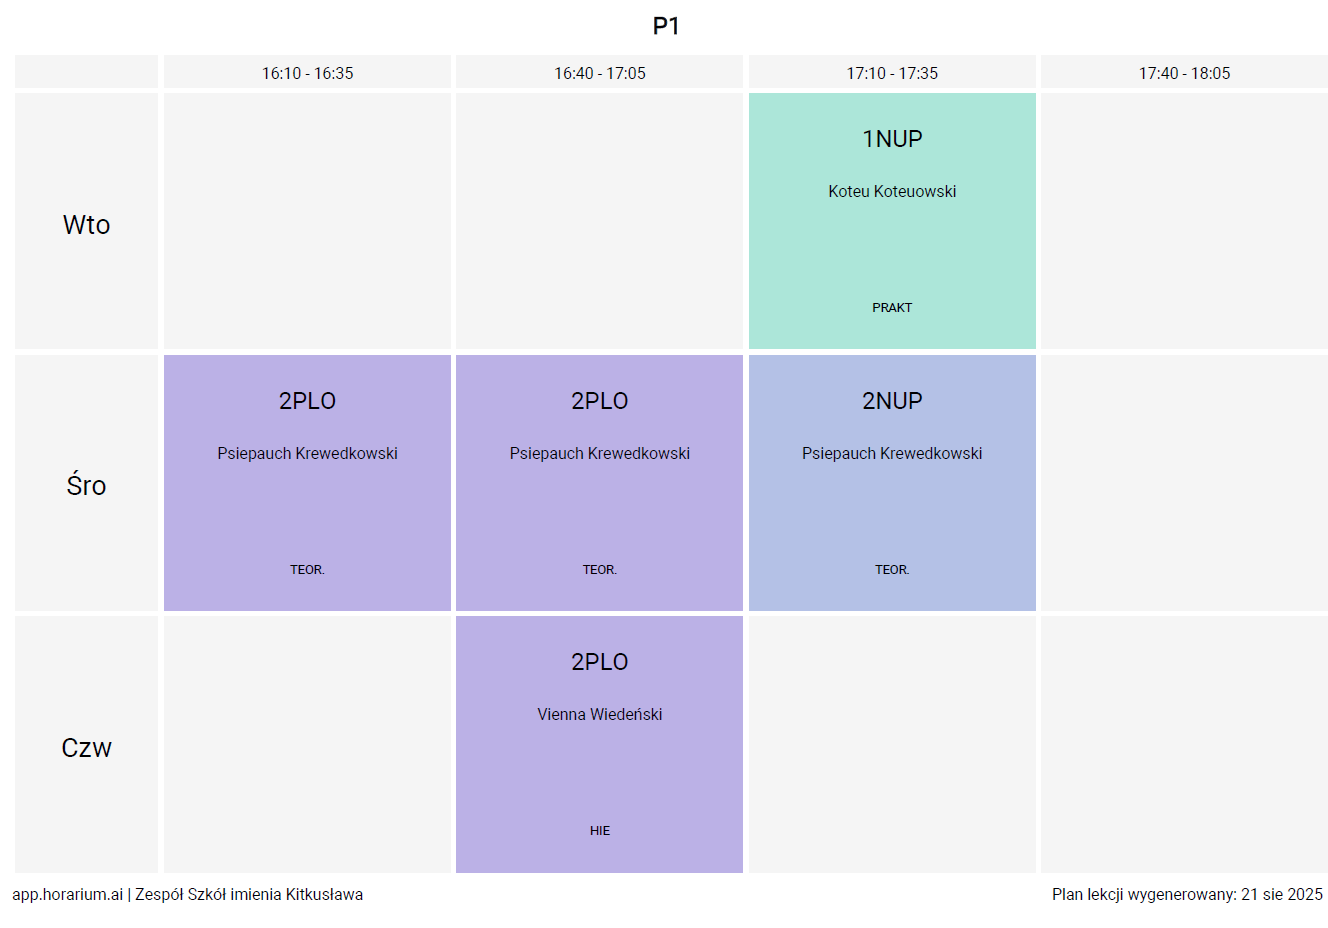 P1
16:10 - 16:35
16:40 - 17:05
17:10 - 17:35
17:40 - 18:05
Wto
1NUP
Koteu Koteuowski
PRAKT
Śro
2PLO
Psiepauch Krewedkowski
TEOR.
2PLO
Psiepauch Krewedkowski
TEOR.
2NUP
Psiepauch Krewedkowski
TEOR.
Czw
2PLO
Vienna Wiedeński
HIE
app.horarium.ai | Zespół Szkół imienia Kitkusława
Plan lekcji wygenerowany: 21 sie 2025